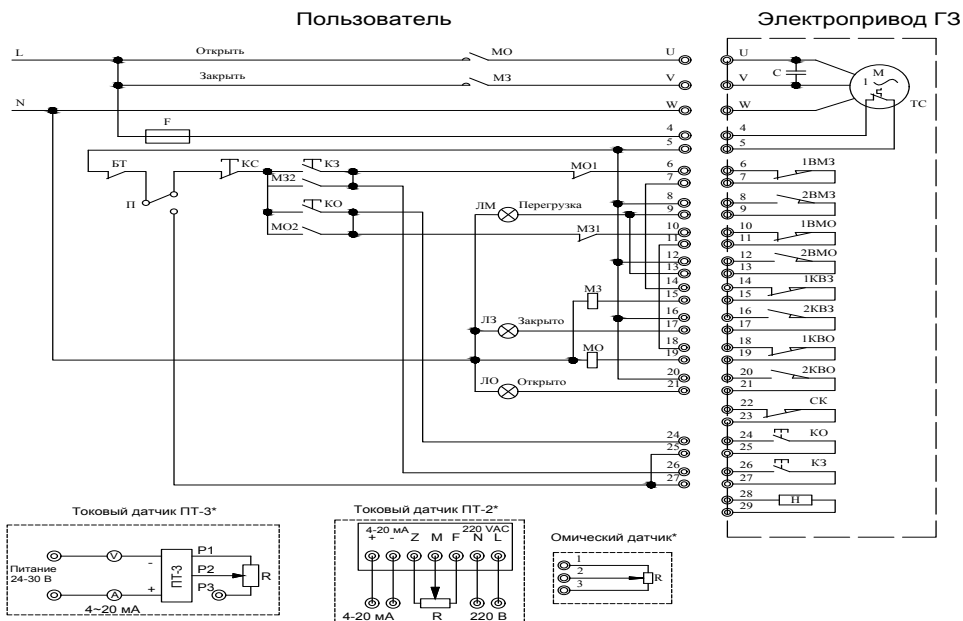 Пользователь
Электропривод ГЗ
L
Открыть
МО
U
U
Закрыть
МЗ
V
V
С
М
1
N
W
W
ТС
F
4
4
5
5
БТ
КС
КЗ
МО1
6
6
1ВМЗ
П
МЗ2
7
7
КО
ЛМ
Перегрузка
8
8
2ВМЗ
9
9
МО2
МЗ1
10
10
1ВМО
11
11
12
12
2ВМО
13
13
МЗ
14
14
1КВЗ
15
15
ЛЗ
Закрыто
16
16
2КВЗ
17
17
МО
18
18
1КВО
19
19
ЛО
Открыто
20
20
2КВО
21
21
22
СК
23
24
24
КО
25
25
26
26
КЗ
27
27
28
Н
29
Токовый датчик ПТ-3*
Питание
24-30 В
V
-
A
+
4~20 мА
ПТ-3
P1
P2
P3
R
Токовый датчик ПТ-2*
4-20 мА
220 VAC
+ - Z M F N L
4-20 мА
R
220 В
Омический датчик*
1
2
3
R